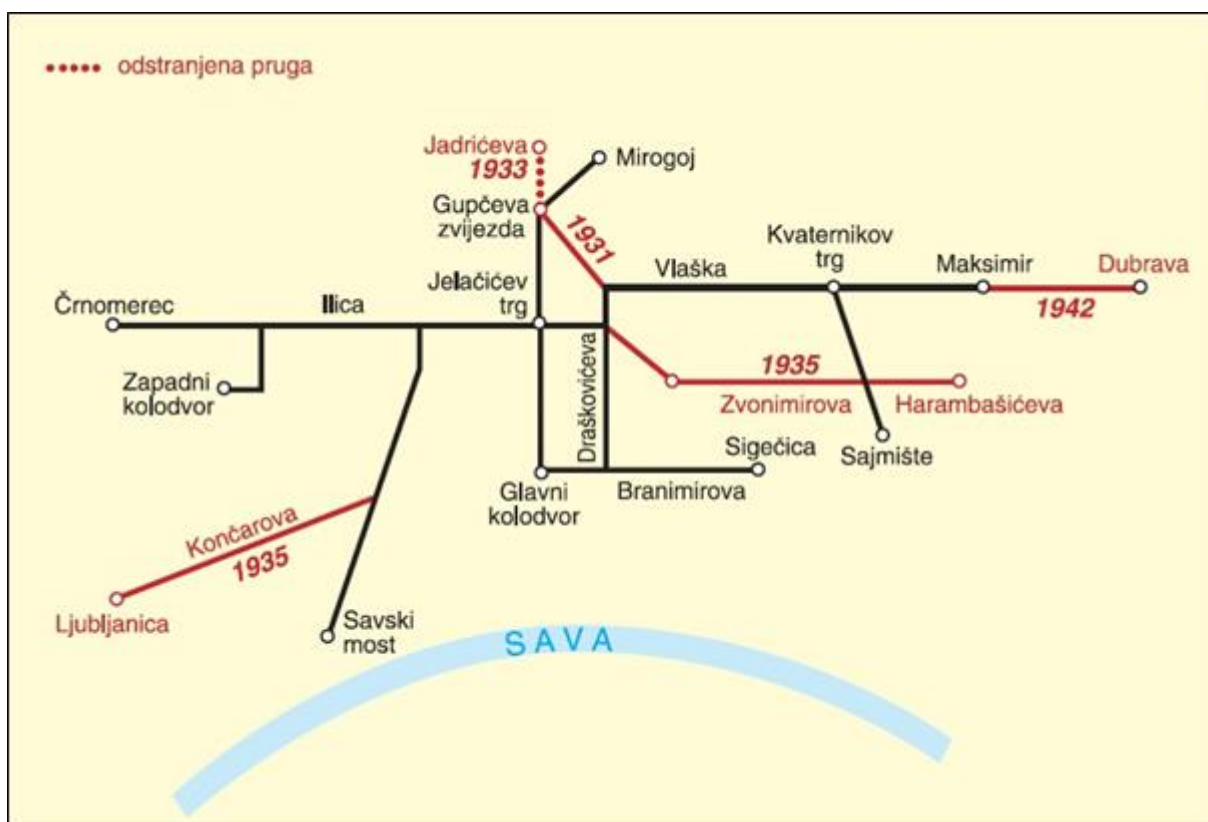 odstranjena pruga
Jadrićeva
1933
Mirogoj
Gupčeva
zvijezda
1931
Kvaternikov
trg
Vlaška
Maksimir
Dubrava
1942
Jelačićev
trg
Ilica
Črnomerec
Zapadni
kolodvor
Draškovićeva
1935
Zvonimirova
Harambašićeva
Sigečica
Sajmište
Glavni
kolodvor
Branimirova
Končarova
1935
Ljubljanica
Savski
most
SAVA